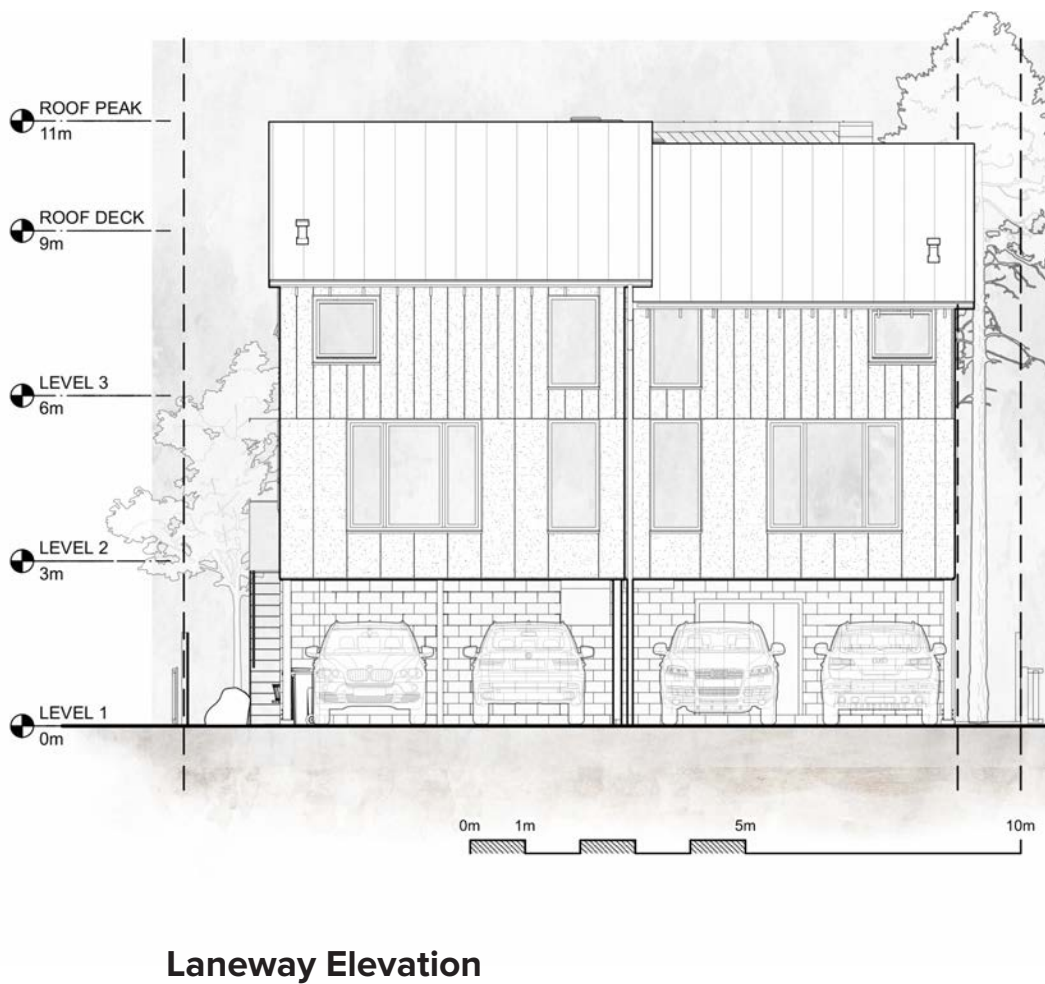 ROOF PEAK
11m
ROOF DECK
9m
LEVEL 3
6m
LEVEL 2
3m
LEVEL 1
0m
0m 1m 5m 10m
Laneway Elevation